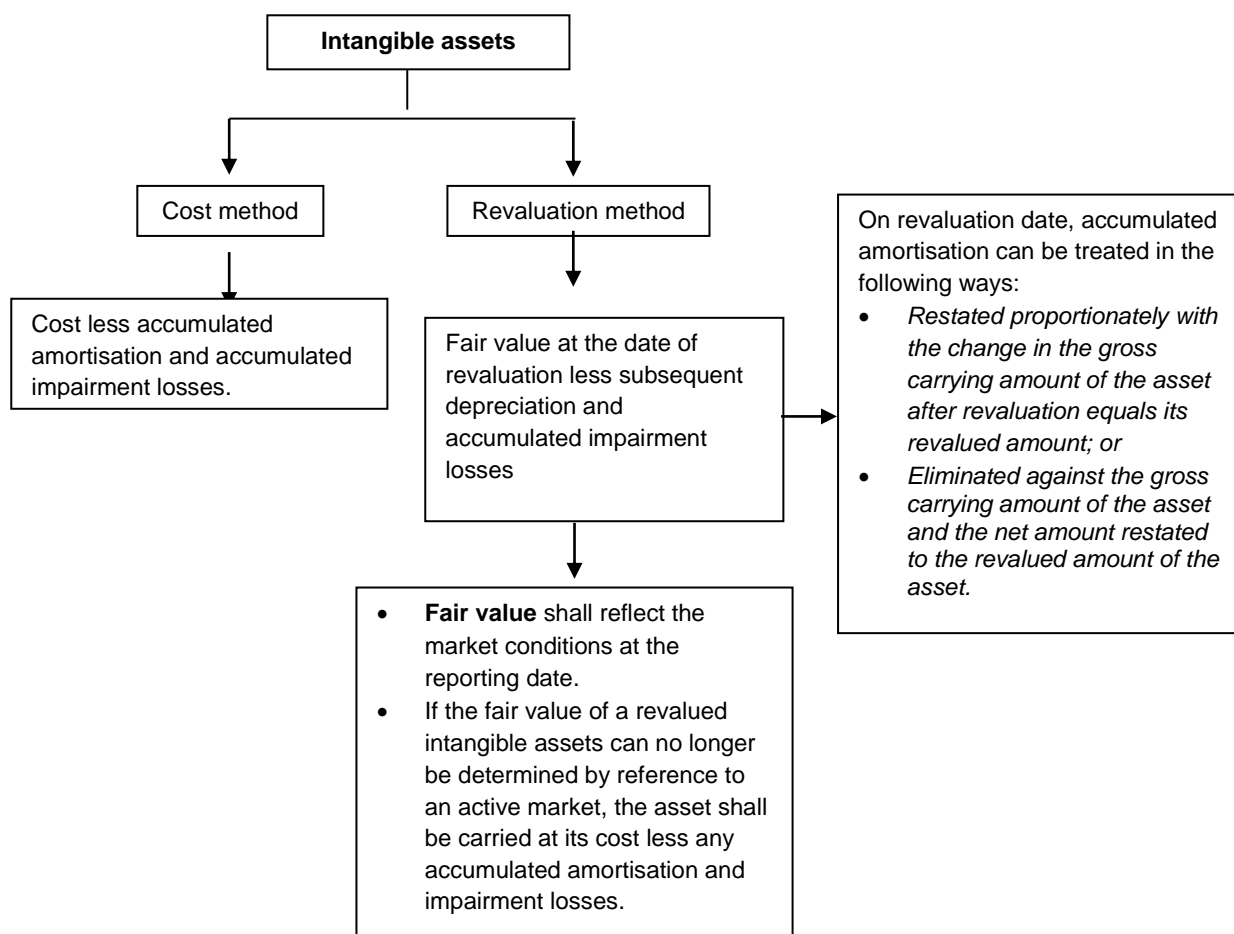 Intangible assets
Cost method
Revaluation method
Cost less accumulated
amortisation and accumulated
impairment losses.
Fair value at the date of
revaluation less subsequent
depreciation and
accumulated impairment
losses
On revaluation date, accumulated
amortisation can be treated in the
following ways:
• Restated proportionately with
the change in the gross
carrying amount of the asset
after revaluation equals its
revalued amount; or
• Eliminated against the gross
carrying amount of the asset
and the net amount restated
to the revalued amount of the
asset.
• Fair value shall reflect the
market conditions at the
reporting date.
• If the fair value of a revalued
intangible assets can no longer
be determined by reference to
an active market, the asset shall
be carried at its cost less any
accumulated amortisation and
impairment losses.